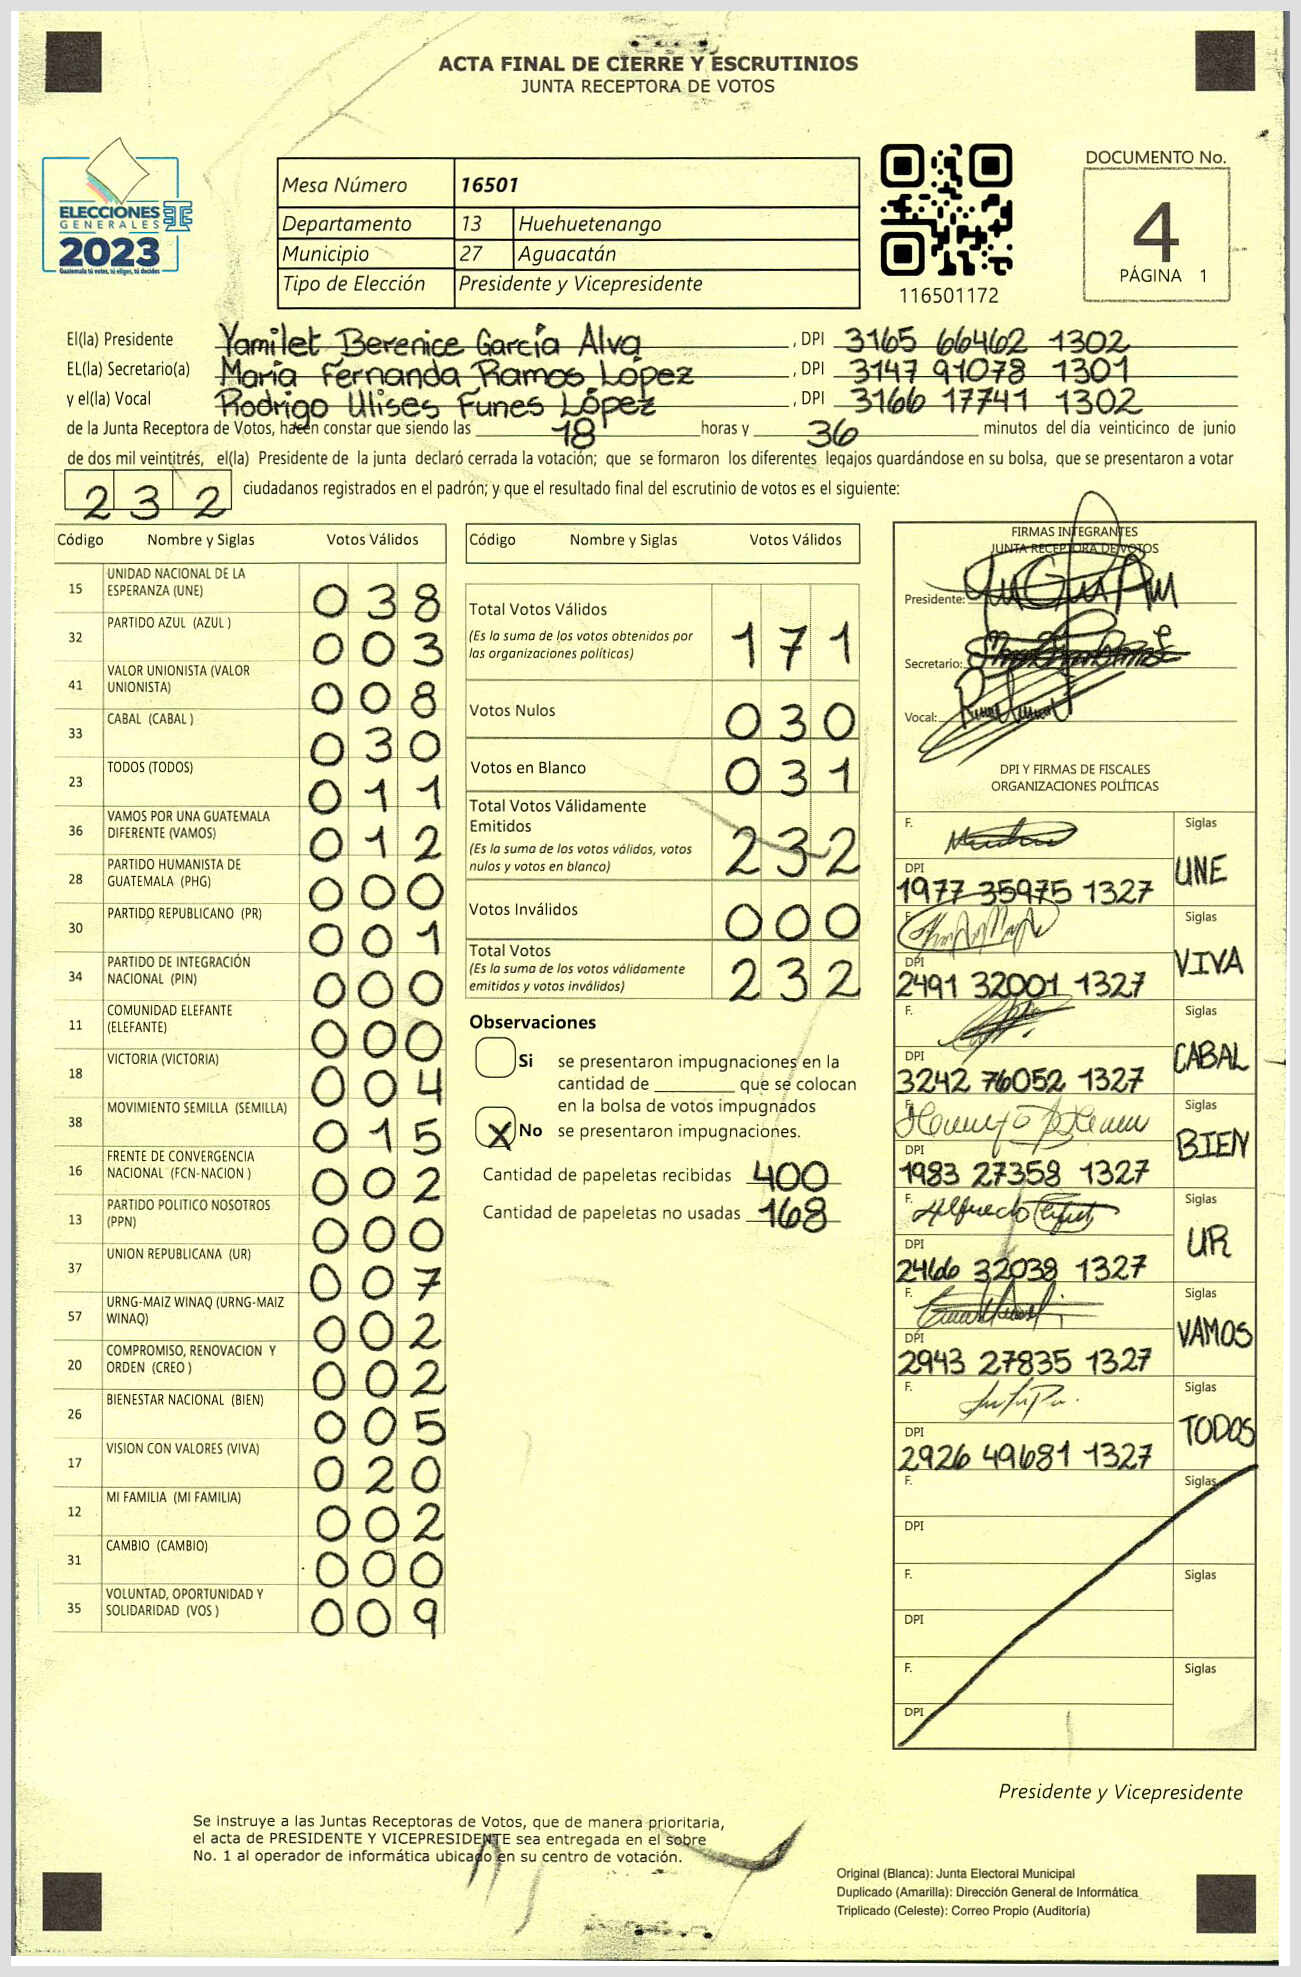 ACTA FINAL DE CIERRE Y ESCRUTINIOS
JUNTA RECEPTORA DE VOTOS
ELECCIONES
GENERALES
2023
Guatemala tú votas, tú eliges, tú decides
Mesa Número 16501
Departamento 13 Huehuetenango
Municipio 27 Aguacatán
Tipo de Elección Presidente y Vicepresidente
116501172
DOCUMENTO No.
4
PÁGINA 1
El(la) Presidente Yamilet Berenice García Alva, DPI 3165 66462 1302
EL(la) Secretario(a) María Fernanda Ramos López, DPI 3147 91078 1301
y el(la) Vocal Rodrigo Ulises Funes López, DPI 3166 17741 1302
de la Junta Receptora de Votos, hacen constar que siendo las 18 horas y 36 minutos del día veinticinco de junio
de dos mil veintitrés, el(la) Presidente de la junta declaró cerrada la votación; que se formaron los diferentes legajos guardándose en su bolsa, que se presentaron a votar
232 ciudadanos registrados en el padrón; y que el resultado final del escrutinio de votos es el siguiente:
Código Nombre y Siglas Votos Válidos
15 UNIDAD NACIONAL DE LA
ESPERANZA (UNE) 038
32 PARTIDO AZUL (AZUL ) 003
41 VALOR UNIONISTA (VALOR
UNIONISTA) 008
33 CABAL (CABAL ) 030
23 TODOS (TODOS) 011
36 VAMOS POR UNA GUATEMALA
DIFERENTE (VAMOS) 012
28 PARTIDO HUMANISTA DE
GUATEMALA (PHG) 000
30 PARTIDO REPUBLICANO (PR) 001
34 PARTIDO DE INTEGRACIÓN
NACIONAL (PIN) 000
11 COMUNIDAD ELEFANTE
(ELEFANTE) 000
18 VICTORIA (VICTORIA) 004
38 MOVIMIENTO SEMILLA (SEMILLA) 015
16 FRENTE DE CONVERGENCIA
NACIONAL (FCN-NACION ) 002
13 PARTIDO POLITICO NOSOTROS
(PPN) 000
37 UNION REPUBLICANA (UR) 007
57 URNG-MAIZ WINAQ (URNG-MAIZ
WINAQ) 002
20 COMPROMISO, RENOVACION Y
ORDEN (CREO ) 002
26 BIENESTAR NACIONAL (BIEN) 005
17 VISION CON VALORES (VIVA) 020
12 MI FAMILIA (MI FAMILIA) 002
31 CAMBIO (CAMBIO) 000
35 VOLUNTAD, OPORTUNIDAD Y
SOLIDARIDAD (VOS ) 009
Código Nombre y Siglas Votos Válidos
Total Votos Válidos 171
(Es la suma de los votos obtenidos por
las organizaciones políticas)
Votos Nulos 030
Votos en Blanco 031
Total Votos Válidamente
Emitidos 232
(Es la suma de los votos válidos, votos
nulos y votos en blanco)
Votos Inválidos 000
Total Votos 232
(Es la suma de los votos válidamente
emitidos y votos inválidos)
Observaciones
Si se presentaron impugnaciones en la
cantidad de ________ que se colocan
en la bolsa de votos impugnados
X No se presentaron impugnaciones.
Cantidad de papeletas recibidas 400
Cantidad de papeletas no usadas 168
FIRMAS INTEGRANTES
JUNTA RECEPTORA DE VOTOS
Presidente:
Secretario:
Vocal:
DPI Y FIRMAS DE FISCALES
ORGANIZACIONES POLÍTICAS
F. Siglas
DPI UNE
1977 35975 1327
F. Siglas
DPI VIVA
2491 32001 1327
F. Siglas
DPI CABAL
3242 76052 1327
F. Siglas
DPI BIEN
1983 27358 1327
F. Siglas
DPI UR
2466 32038 1327
F. Siglas
DPI VAMOS
2943 27835 1327
F. Siglas
DPI TODOS
2926 49681 1327
F. Siglas
DPI
F. Siglas
DPI
F. Siglas
DPI
Presidente y Vicepresidente
Se instruye a las Juntas Receptoras de Votos, que de manera prioritaria,
el acta de PRESIDENTE Y VICEPRESIDENTE sea entregada en el sobre
No. 1 al operador de informática ubicado en su centro de votación.
Original (Blanca): Junta Electoral Municipal
Duplicado (Amarilla): Dirección General de Informática
Triplicado (Celeste): Correo Propio (Auditoría)